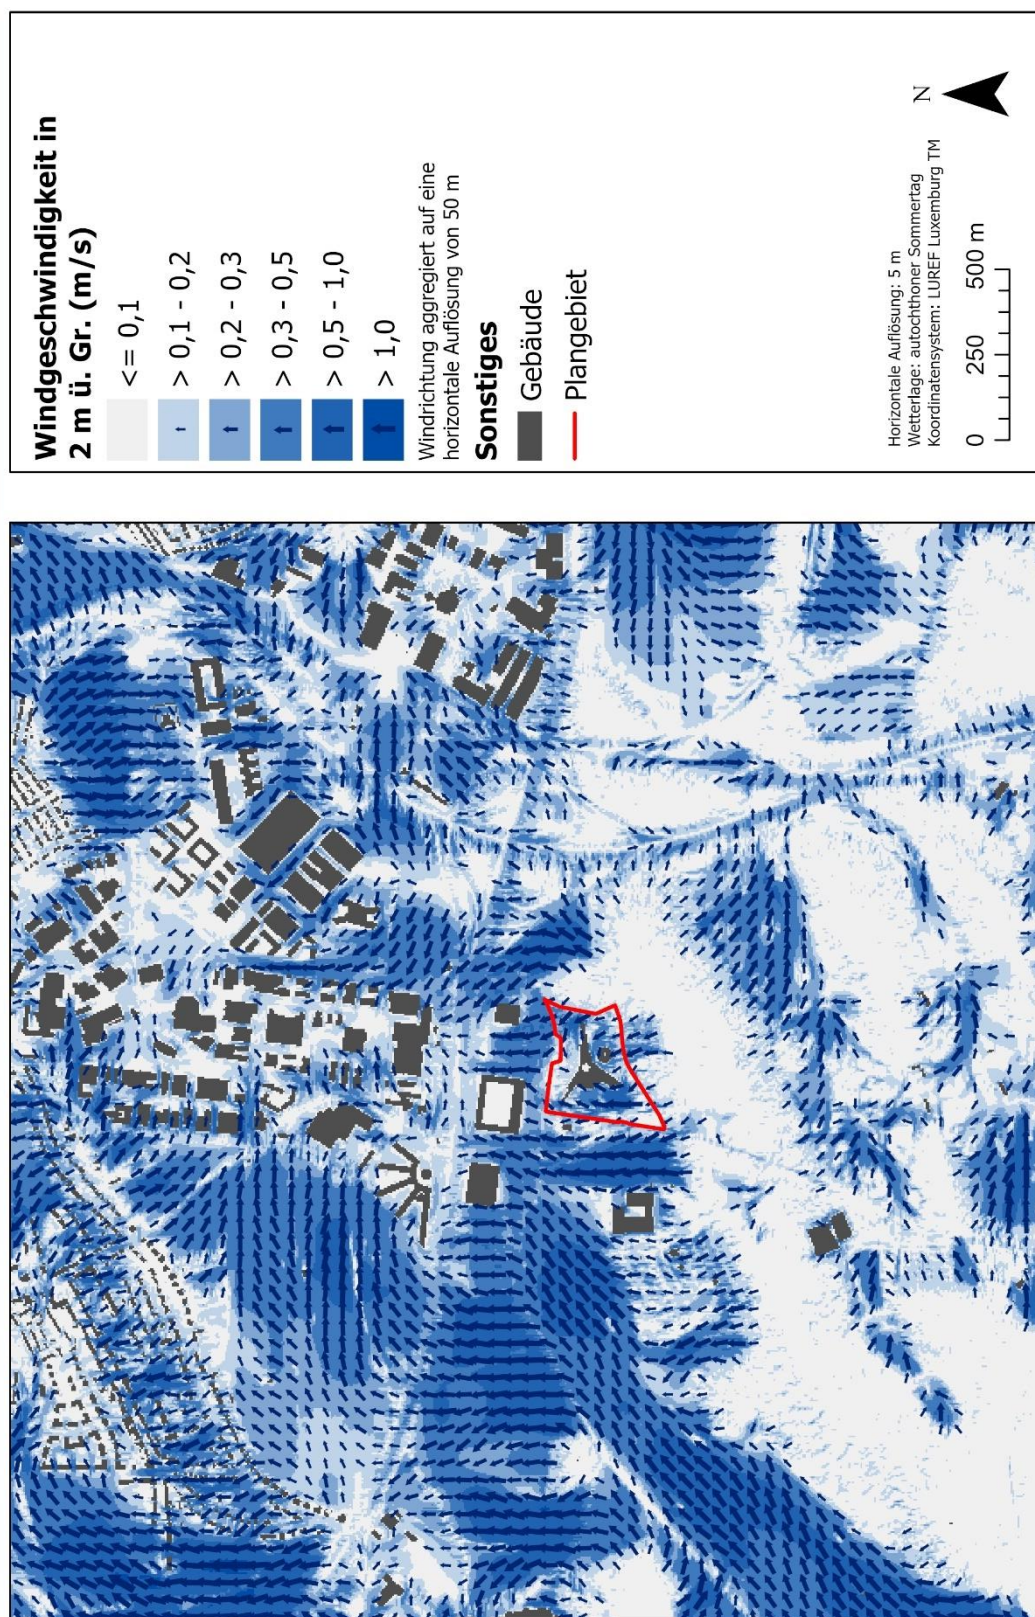 Windgeschwindigkeit in
2 m ü. Gr. (m/s)
<= 0,1
> 0,1 - 0,2
> 0,2 - 0,3
> 0,3 - 0,5
> 0,5 - 1,0
> 1,0
Windrichtung aggregiert auf eine
horizontale Auflösung von 50 m
Sonstiges
Gebäude
Plangebiet
Horizontale Auflösung: 5 m
Wetterlage: autochthoner Sommertag
Koordinatensystem: LUREF Luxemburg TM
N
0 250 500 m